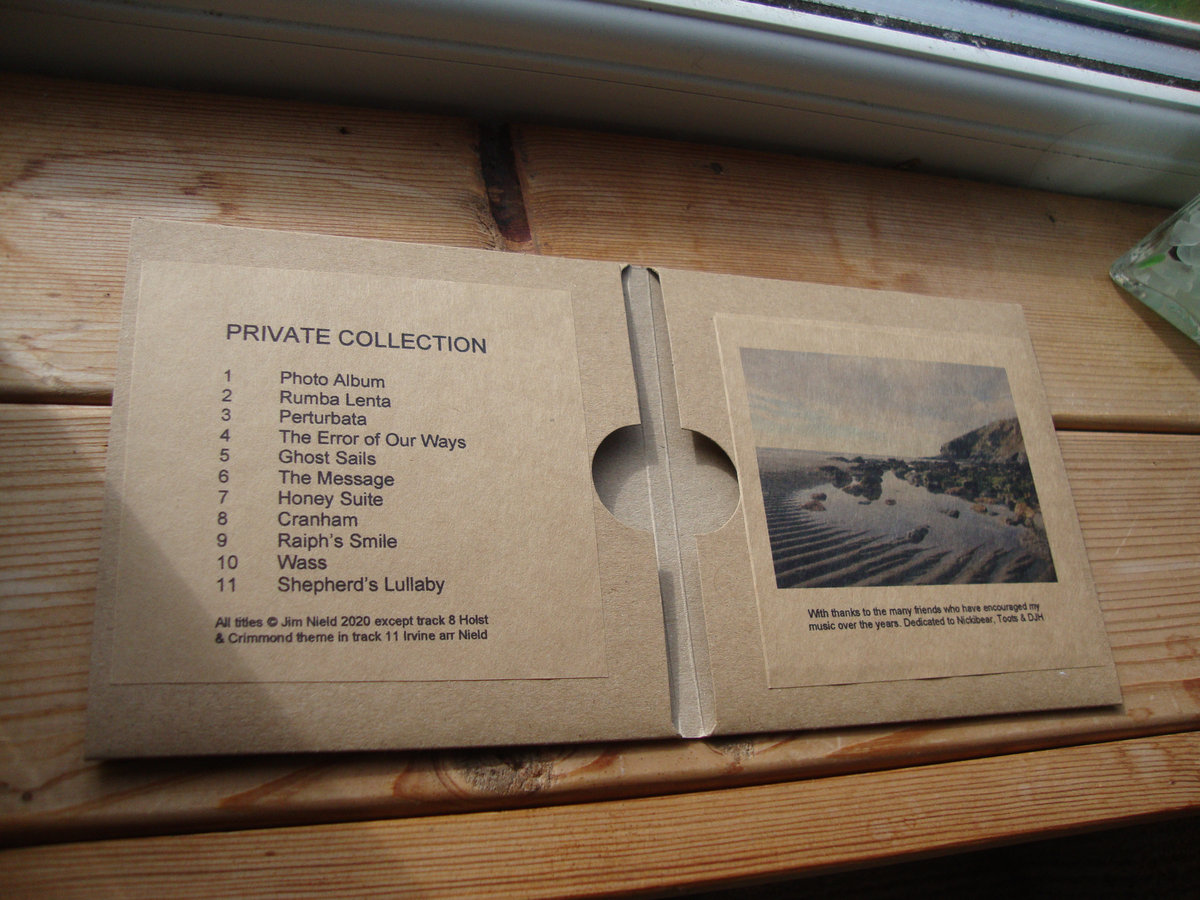 PRIVATE COLLECTION
1 Photo Album
2 Rumba Lenta
3 Perturbata
4 The Error of Our Ways
5 Ghost Sails
6 The Message
7 Honey Suite
8 Cranham
9 Ralph's Smile
10 Wass
11 Shepherd's Lullaby
All titles © Jim Nield 2020 except track 8 Holst
& Crimmond theme in track 11 Irvine arr Nield
With thanks to the many friends who have encouraged my
music over the years. Dedicated to Nickibear, Toots & DJH